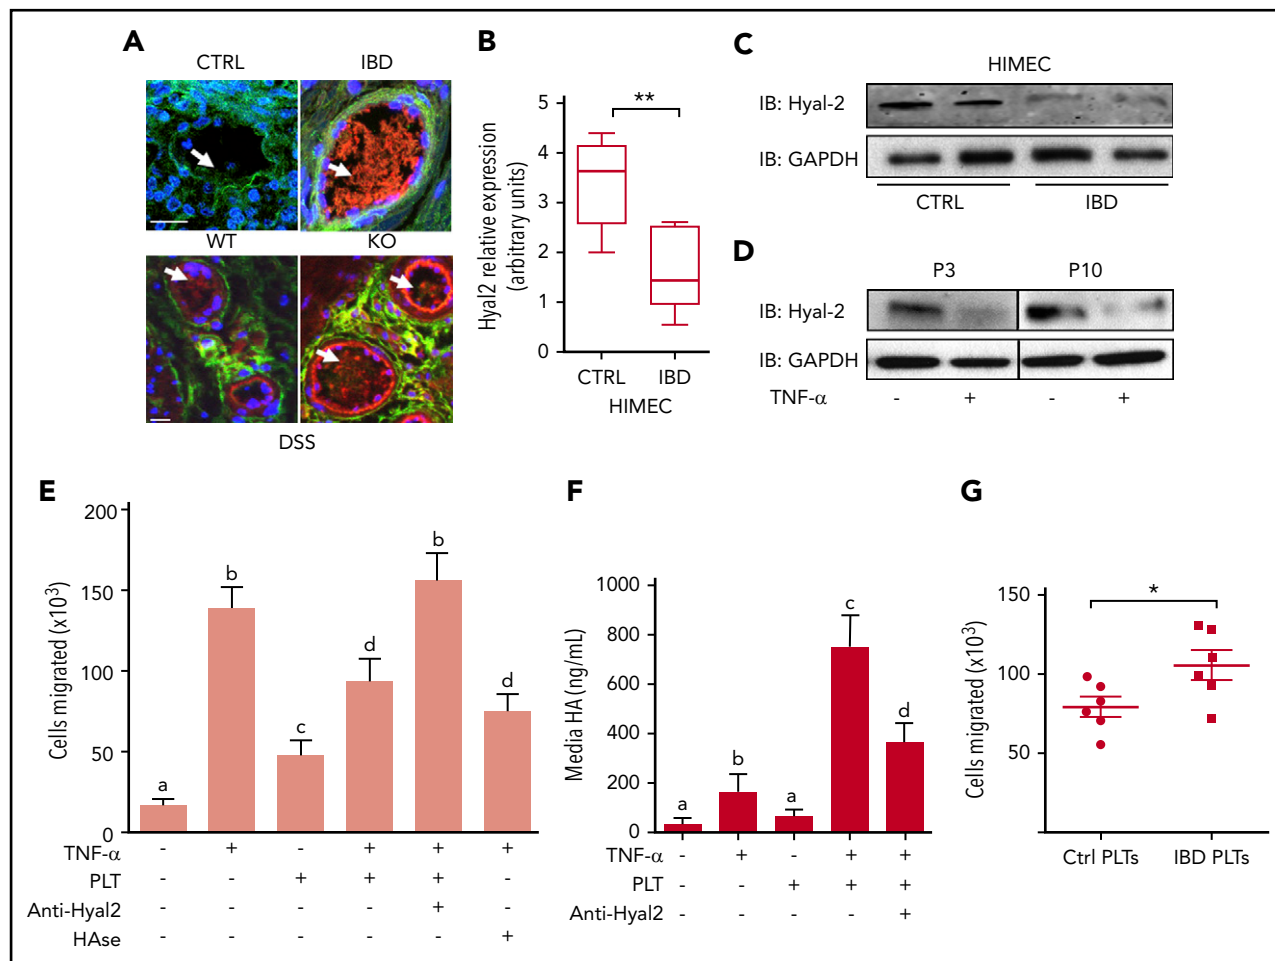 A
CTRL IBD
WT KO
DSS
B
Hyal2 relative expression
(arbitrary units)
5
4
3
2
1
0
**
CTRL IBD
HIMEC
C
HIMEC
IB: Hyal-2
IB: GAPDH
CTRL IBD
D
P3 P10
IB: Hyal-2
IB: GAPDH
TNF-α - + - +
E
Cells migrated (x10³)
200
150
100
50
0
a b c d b d
TNF-α - + - + + +
PLT - - + + + -
Anti-Hyal2 - - - - + -
HAse - - - - - +
F
Media HA (ng/mL)
1000
800
600
400
200
0
a b a c d
TNF-α - + - + +
PLT - - + + +
Anti-Hyal2 - - - - +
G
Cells migrated (x10³)
150
100
50
*
Ctrl PLTs IBD PLTs